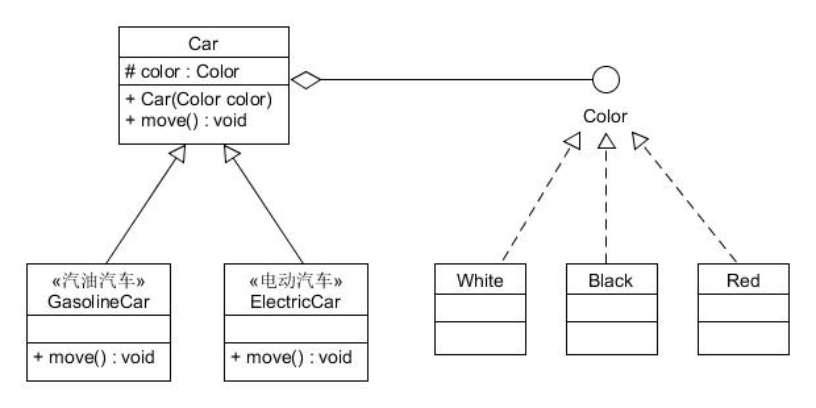 Car
# color : Color
+ Car(Color color)
+ move() : void
Color
«汽油汽车»
GasolineCar
+ move() : void
«电动汽车»
ElectricCar
+ move() : void
White
Black
Red